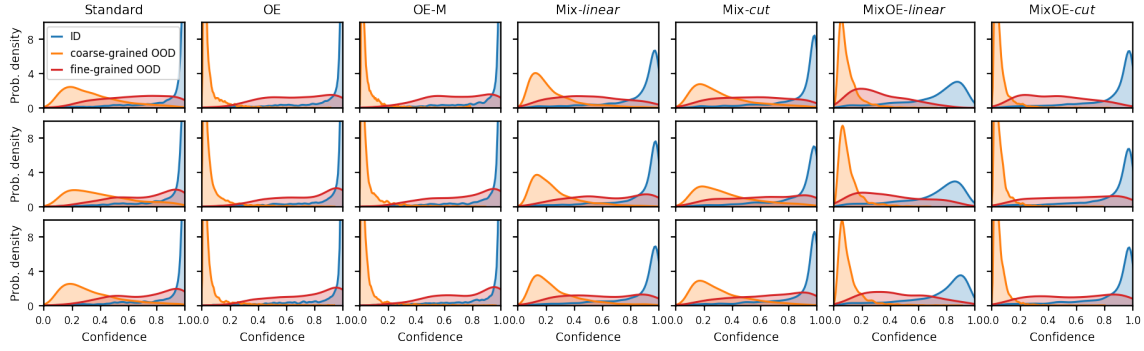 Standard OE OE-M Mix-linear Mix-cut MixOE-linear MixOE-cut
Prob. density
8
4
0
ID
coarse-grained OOD
fine-grained OOD
Prob. density
8
4
0
Prob. density
8
4
0
0.0 0.2 0.4 0.6 0.8 1.0 0.0 0.2 0.4 0.6 0.8 1.0 0.0 0.2 0.4 0.6 0.8 1.0 0.0 0.2 0.4 0.6 0.8 1.0 0.0 0.2 0.4 0.6 0.8 1.0 0.0 0.2 0.4 0.6 0.8 1.0 0.0 0.2 0.4 0.6 0.8 1.0
Confidence Confidence Confidence Confidence Confidence Confidence Confidence